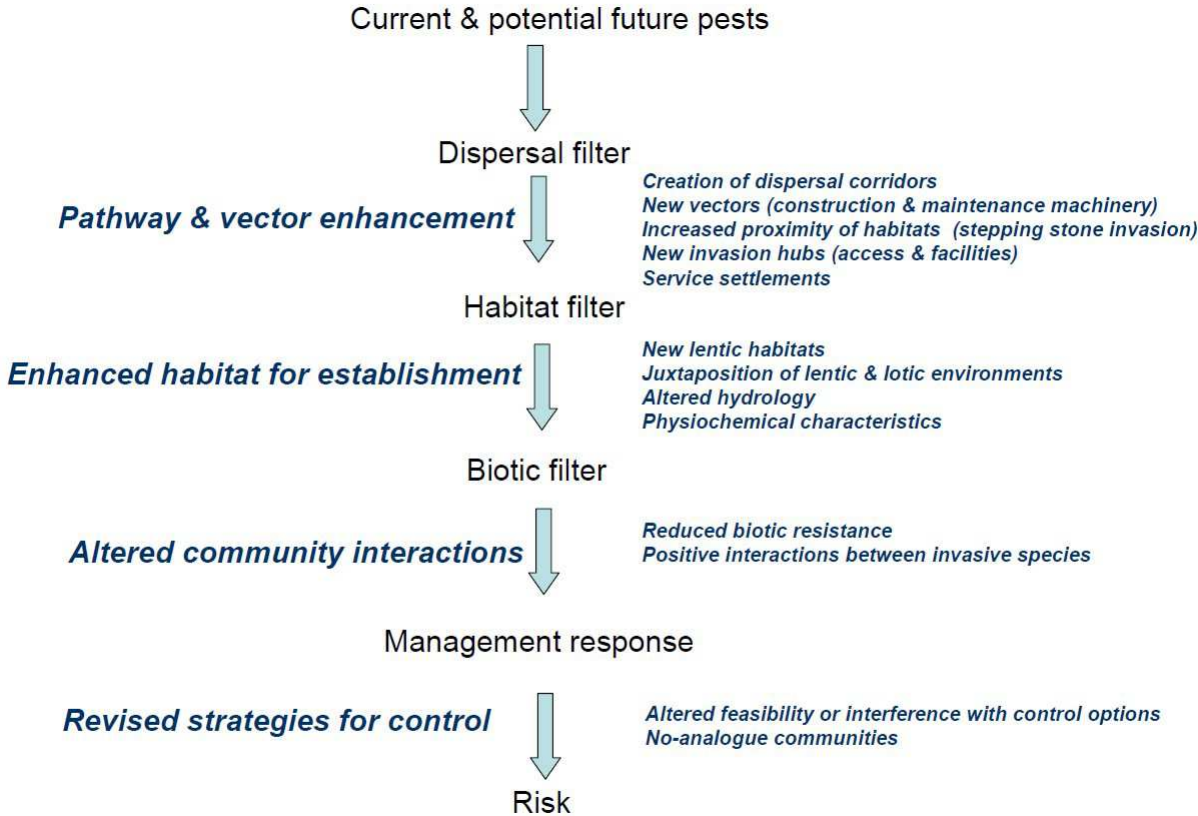 Current & potential future pests
Dispersal filter
Pathway & vector enhancement
Creation of dispersal corridors
New vectors (construction & maintenance machinery)
Increased proximity of habitats (stepping stone invasion)
New invasion hubs (access & facilities)
Service settlements
Habitat filter
Enhanced habitat for establishment
New lentic habitats
Juxtaposition of lentic & lotic environments
Altered hydrology
Physiochemical characteristics
Biotic filter
Altered community interactions
Reduced biotic resistance
Positive interactions between invasive species
Management response
Revised strategies for control
Altered feasibility or interference with control options
No-analogue communities
Risk